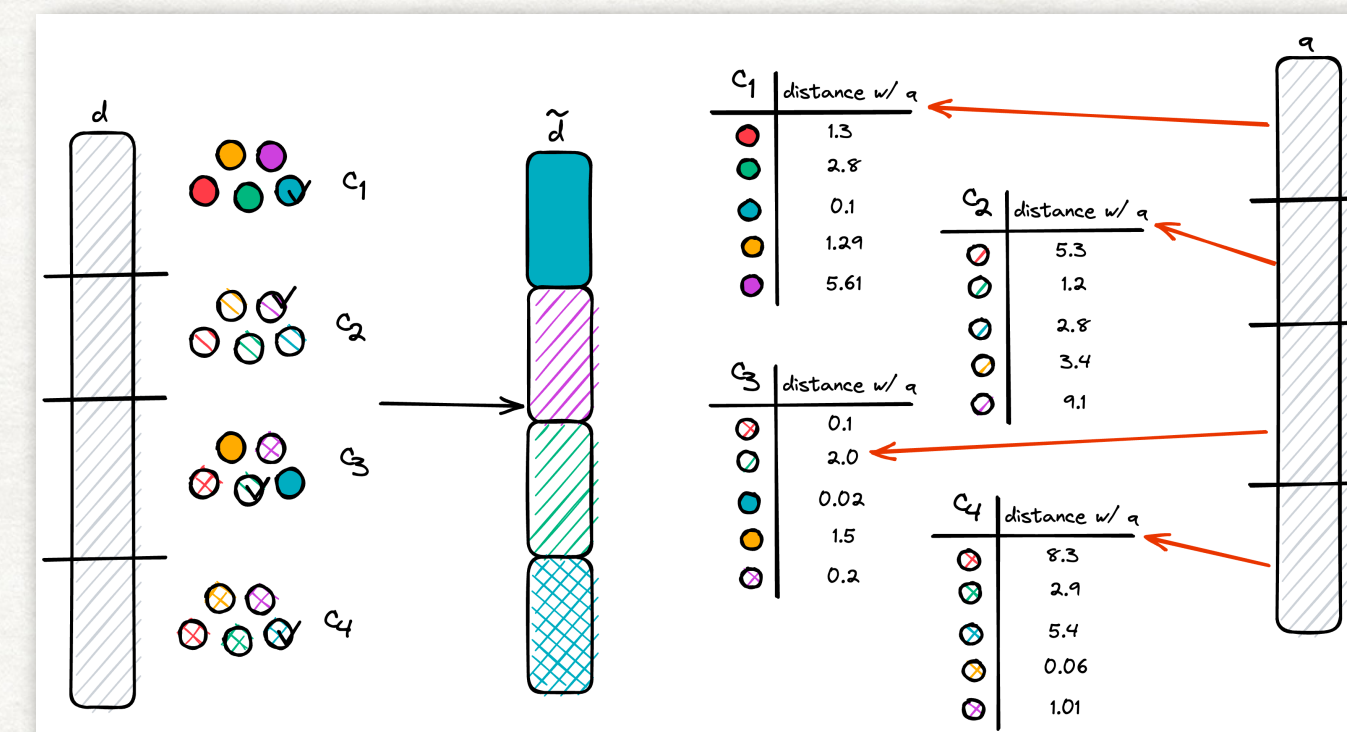 d
C1
C2
C3
C4
d̃
C1 distance w/ q
1.3
2.8
0.1
1.29
5.61
C2 distance w/ q
5.3
1.2
2.8
3.4
9.1
C3 distance w/ q
0.1
2.0
0.02
1.5
0.2
C4 distance w/ q
8.3
2.9
5.4
0.06
1.01
q